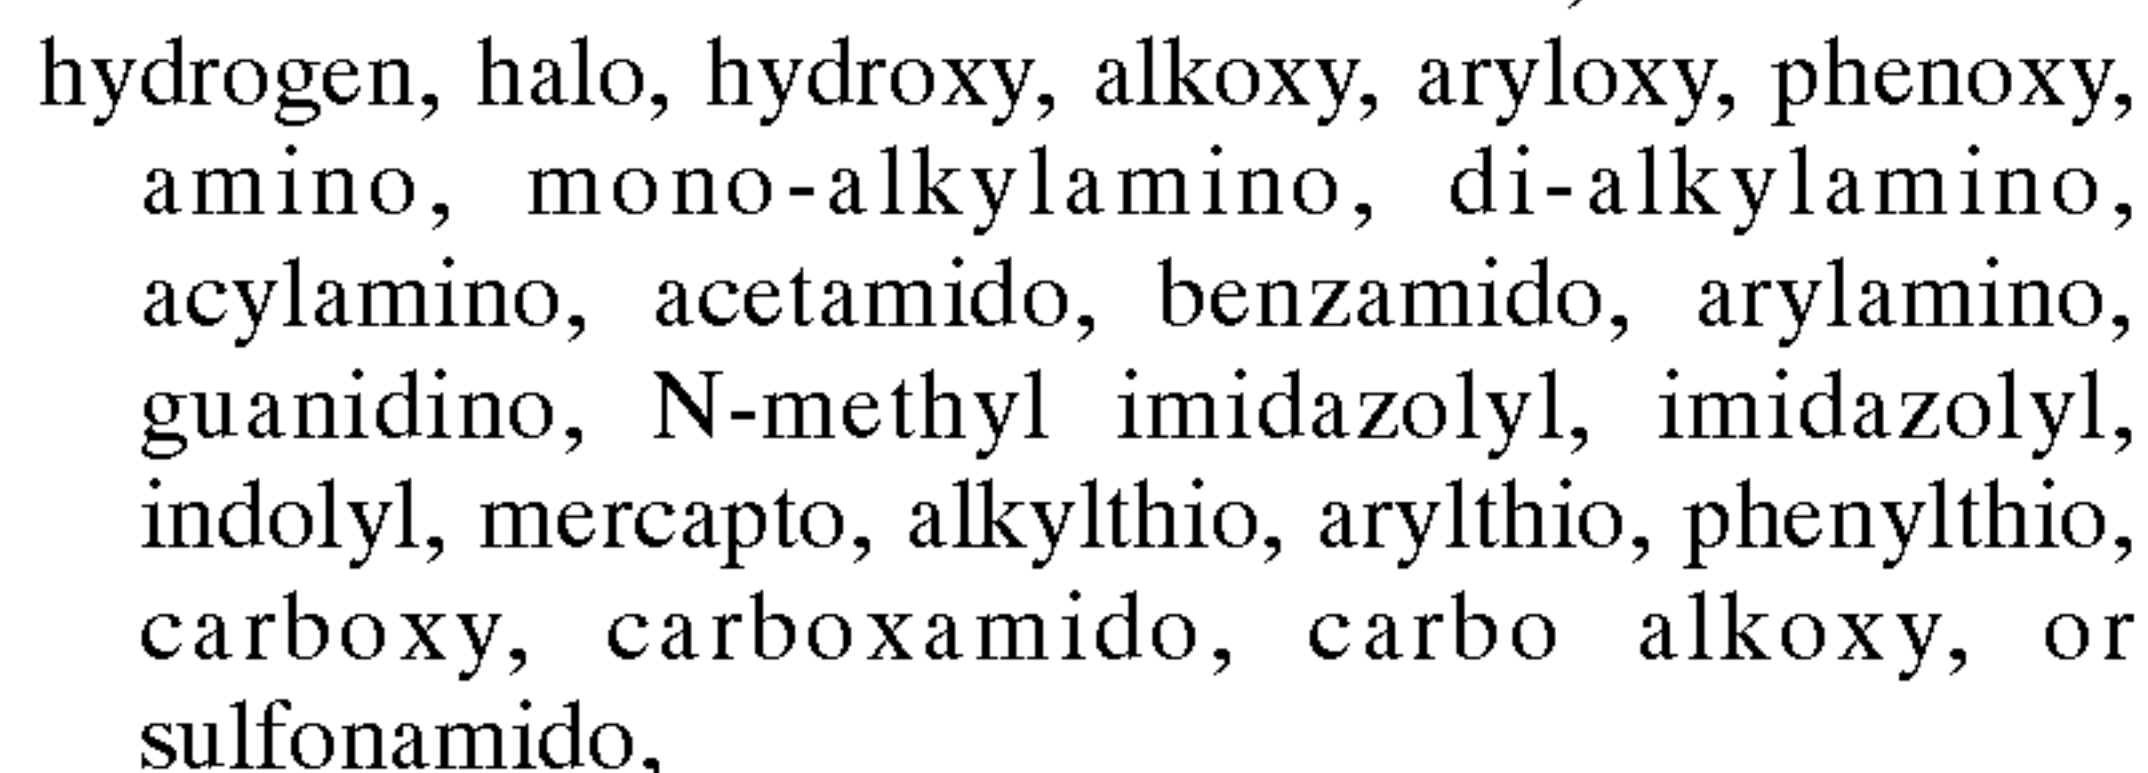 hydrogen, halo, hydroxy, alkoxy, aryloxy, phenoxy,
amino, mono-alkylamino, di-alkylamino,
acylamino, acetamido, benzamido, arylamino,
guanidino, N-methyl imidazolyl, imidazolyl,
indolyl, mercapto, alkylthio, arylthio, phenylthio,
carboxy, carboxamido, carbo alkoxy, or
sulfonamido,